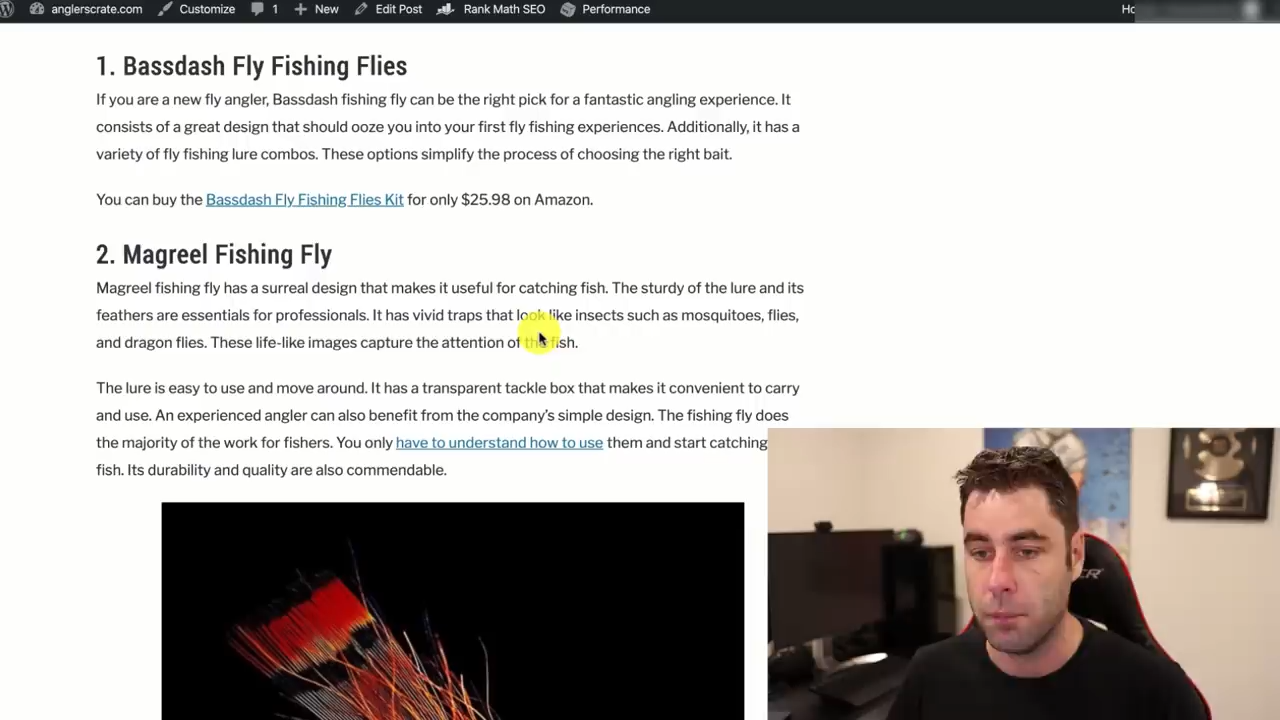 anglerscrate.com Customize 1 New Edit Post Rank Math SEO Performance
1. Bassdash Fly Fishing Flies
If you are a new fly angler, Bassdash fishing fly can be the right pick for a fantastic angling experience. It
consists of a great design that should ooze you into your first fly fishing experiences. Additionally, it has a
variety of fly fishing lure combos. These options simplify the process of choosing the right bait.
You can buy the Bassdash Fly Fishing Flies Kit for only $25.98 on Amazon.
2. Magreel Fishing Fly
Magreel fishing fly has a surreal design that makes it useful for catching fish. The sturdy of the lure and its
feathers are essentials for professionals. It has vivid traps that look like insects such as mosquitoes, flies,
and dragon flies. These life-like images capture the attention of the fish.
The lure is easy to use and move around. It has a transparent tackle box that makes it convenient to carry
and use. An experienced angler can also benefit from the company's simple design. The fishing fly does
the majority of the work for fishers. You only have to understand how to use them and start catching
fish. Its durability and quality are also commendable.